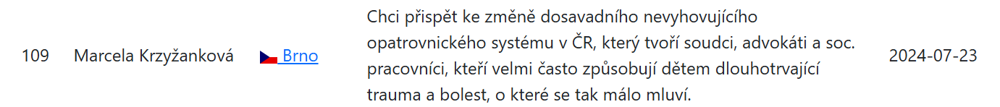 Chci přispět ke změně dosavadního nevyhovujícího
opatrovnického systému v ČR, který tvoří soudci, advokáti a soc.
109 Marcela Krzyžanková Brno 2024-07-23
pracovníci, kteří velmi často způsobují dětem dlouhotrvající
trauma a bolest, o které se tak málo mluví.